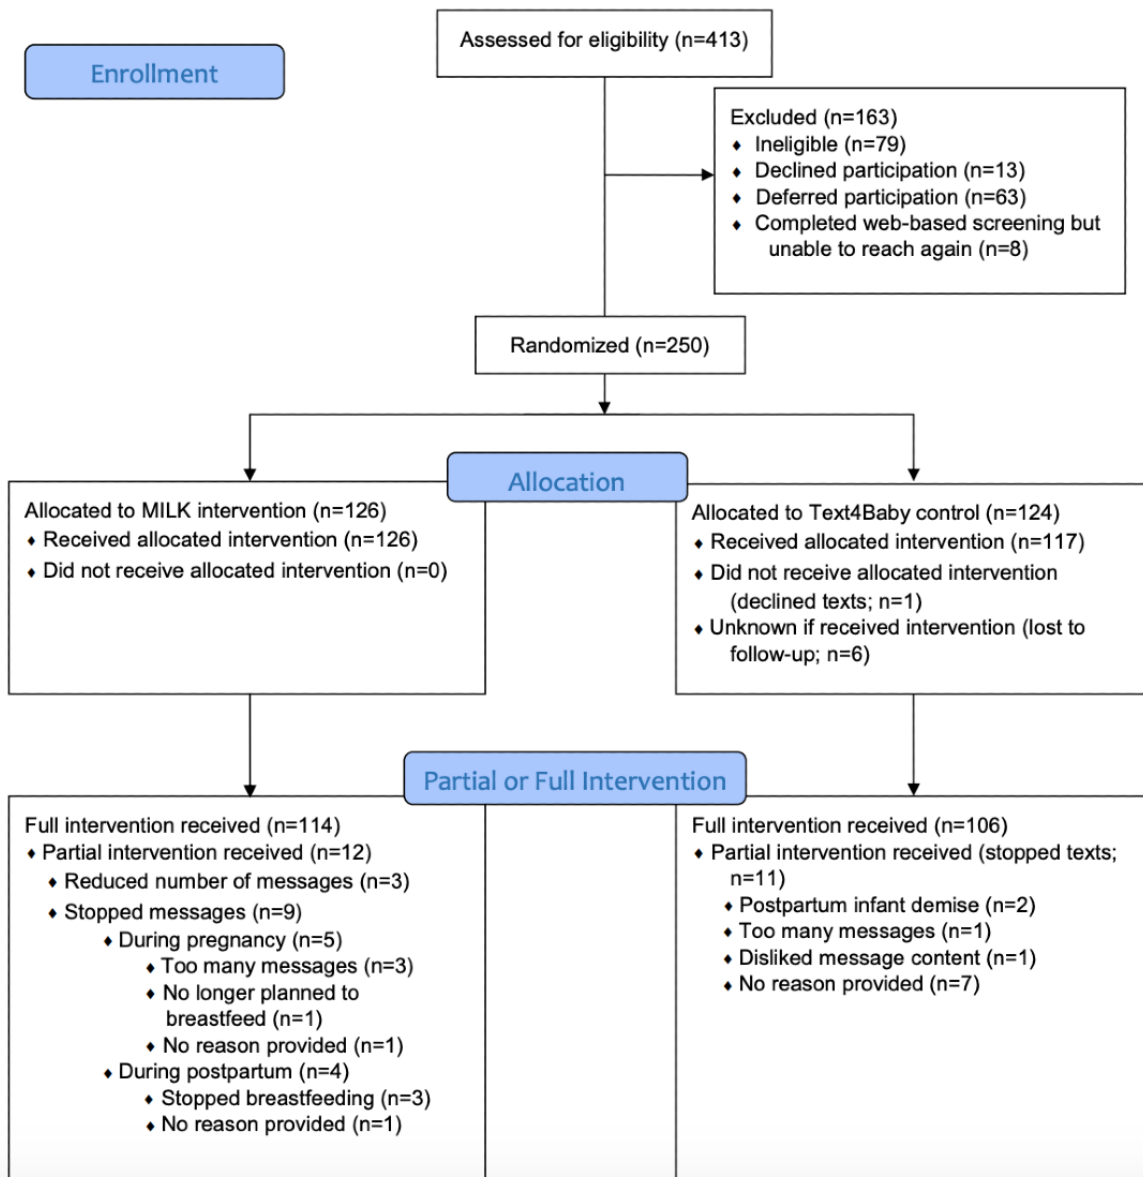 Assessed for eligibility (n=413)
Enrollment
Excluded (n=163)
♦ Ineligible (n=79)
♦ Declined participation (n=13)
♦ Deferred participation (n=63)
♦ Completed web-based screening but
unable to reach again (n=8)
Randomized (n=250)
Allocation
Allocated to MILK intervention (n=126)
♦ Received allocated intervention (n=126)
♦ Did not receive allocated intervention (n=0)
Allocated to Text4Baby control (n=124)
♦ Received allocated intervention (n=117)
♦ Did not receive allocated intervention
(declined texts; n=1)
♦ Unknown if received intervention (lost to
follow-up; n=6)
Partial or Full Intervention
Full intervention received (n=114)
♦ Partial intervention received (n=12)
♦ Reduced number of messages (n=3)
♦ Stopped messages (n=9)
♦ During pregnancy (n=5)
♦ Too many messages (n=3)
♦ No longer planned to
breastfeed (n=1)
♦ No reason provided (n=1)
♦ During postpartum (n=4)
♦ Stopped breastfeeding (n=3)
♦ No reason provided (n=1)
Full intervention received (n=106)
♦ Partial intervention received (stopped texts;
n=11)
♦ Postpartum infant demise (n=2)
♦ Too many messages (n=1)
♦ Disliked message content (n=1)
♦ No reason provided (n=7)